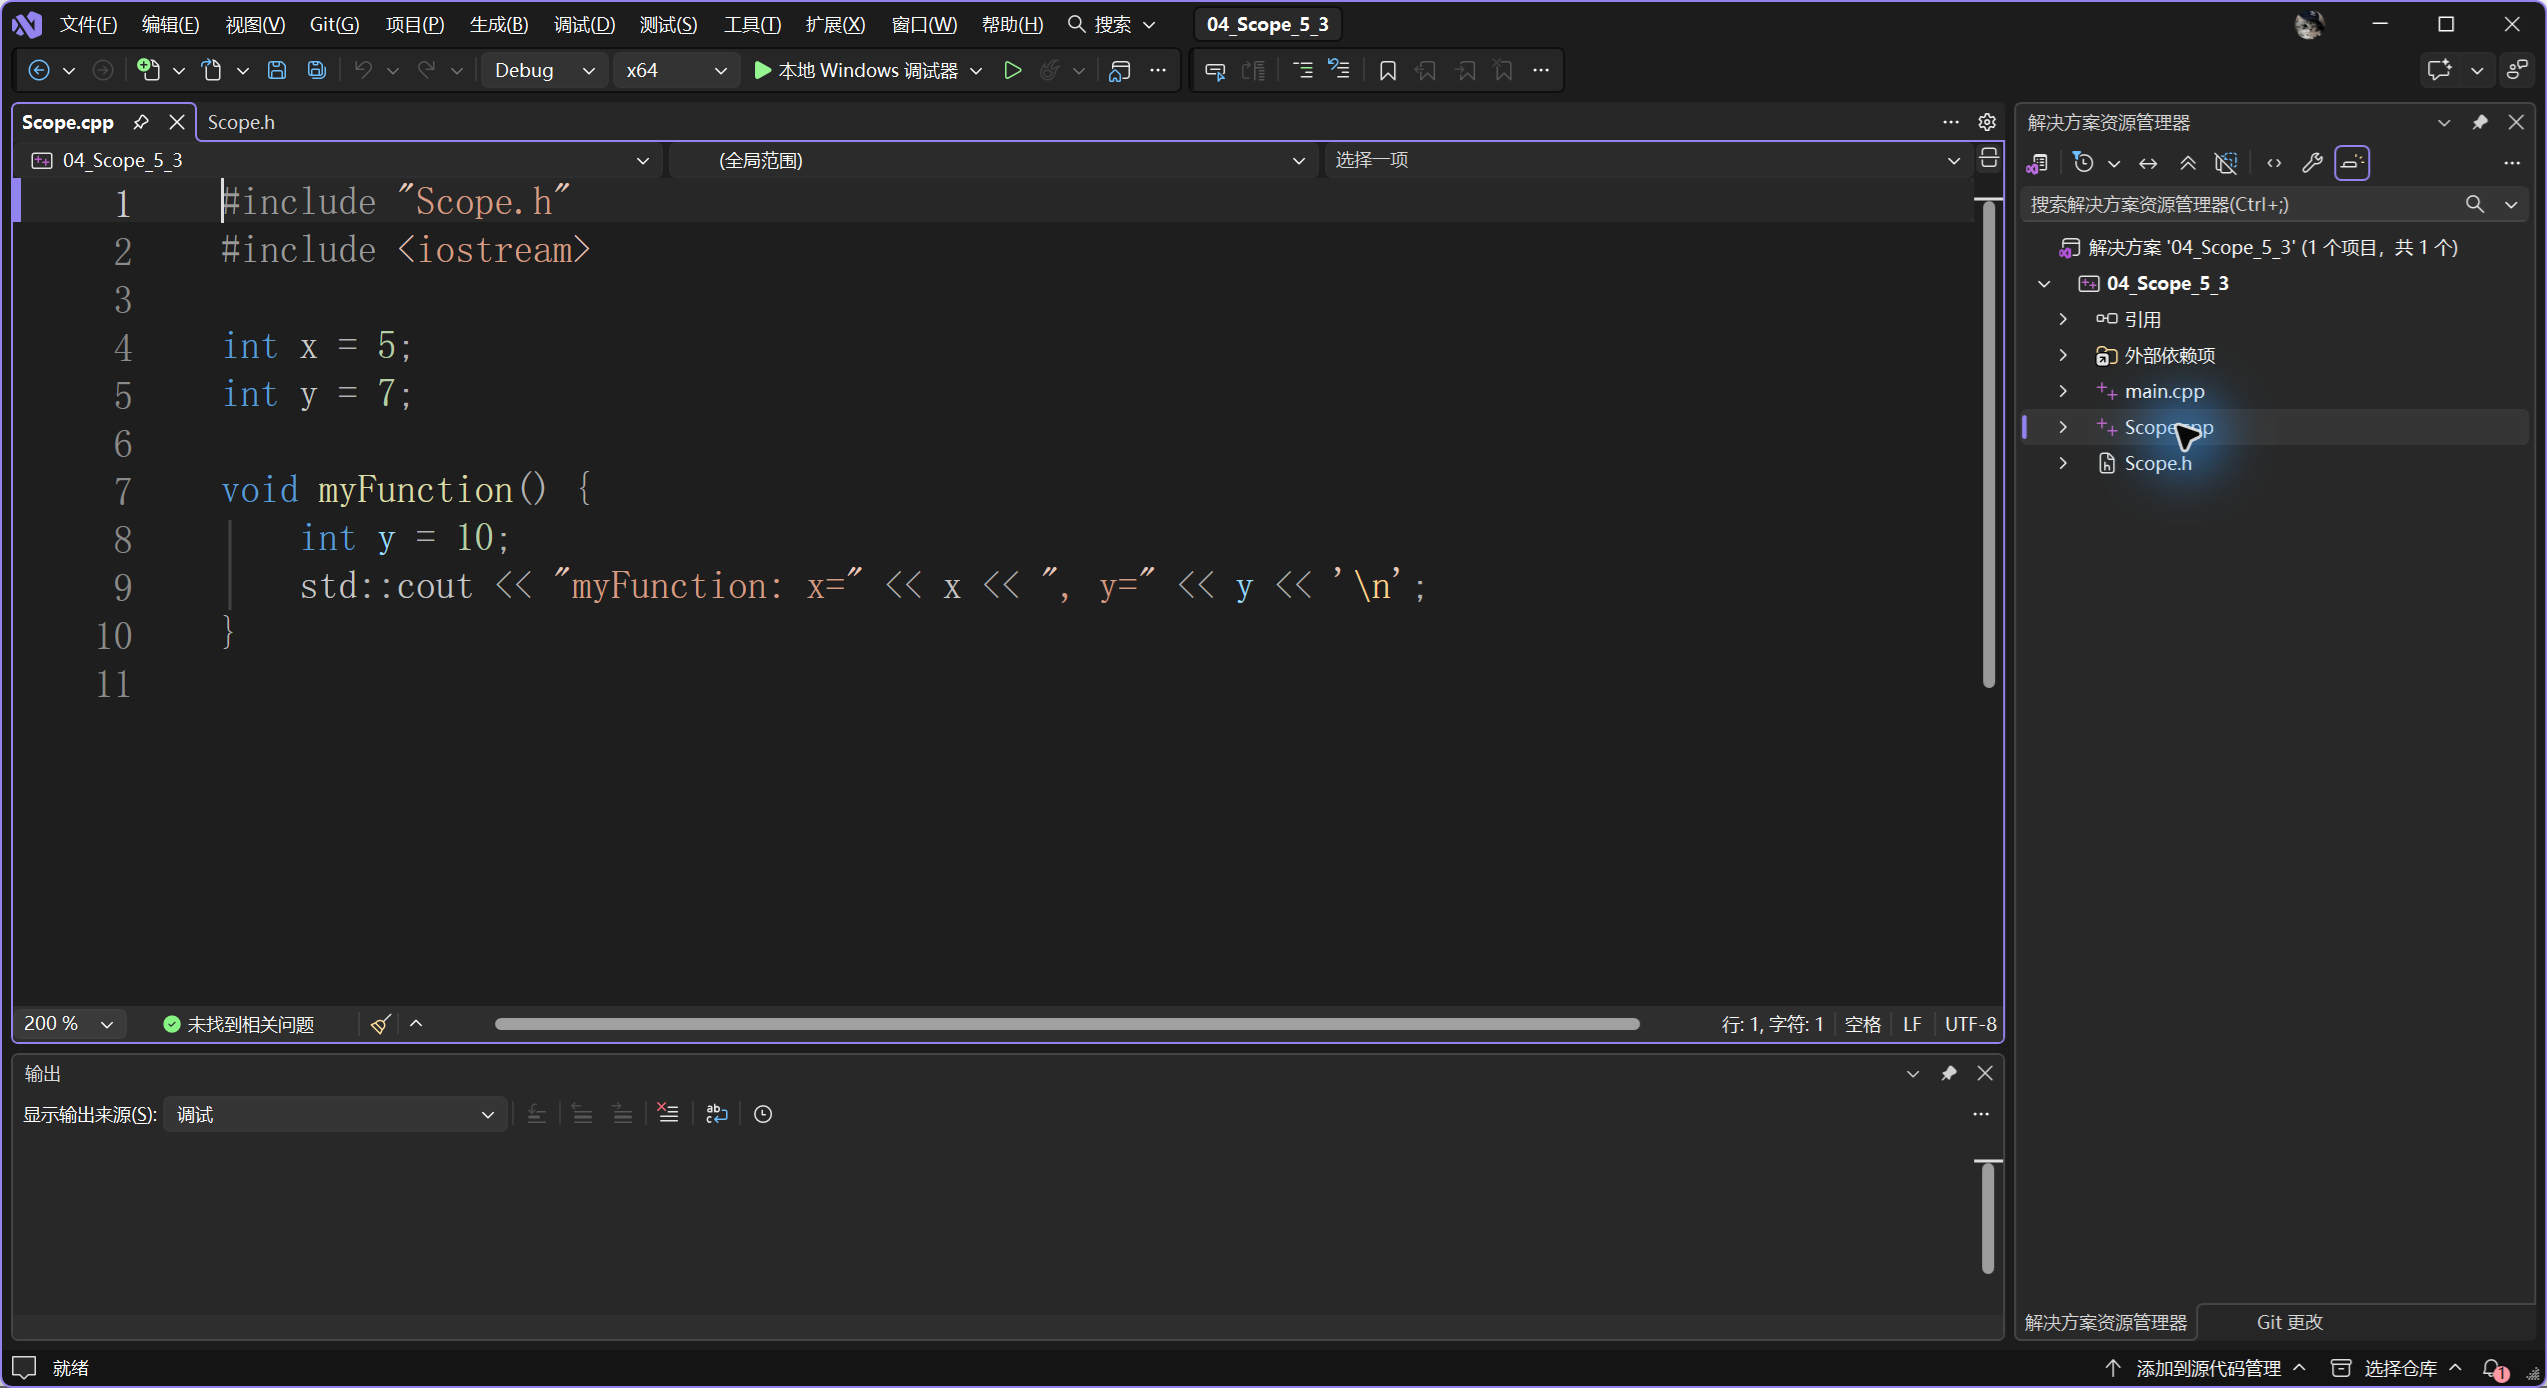 文件(F) 编辑(E) 视图(V) Git(G) 项目(P) 生成(B) 调试(D) 测试(S) 工具(T) 扩展(X) 窗口(W) 帮助(H) 搜索 04_Scope_5_3
Debug x64 本地 Windows 调试器
Scope.cpp Scope.h
04_Scope_5_3 (全局范围) 选择一项
1 #include "Scope.h"
2 #include <iostream>
3
4 int x = 5;
5 int y = 7;
6
7 void myFunction() {
8 int y = 10;
9 std::cout << "myFunction: x=" << x << ", y=" << y << '\n';
10 }
11
200 % 未找到相关问题 行: 1, 字符: 1 空格 LF UTF-8
输出
显示输出来源(S): 调试
解决方案资源管理器
搜索解决方案资源管理器(Ctrl+;)
解决方案 '04_Scope_5_3' (1 个项目，共 1 个)
04_Scope_5_3
引用
外部依赖项
main.cpp
Scope.cpp
Scope.h
解决方案资源管理器 Git 更改
就绪 添加到源代码管理 选择仓库 1